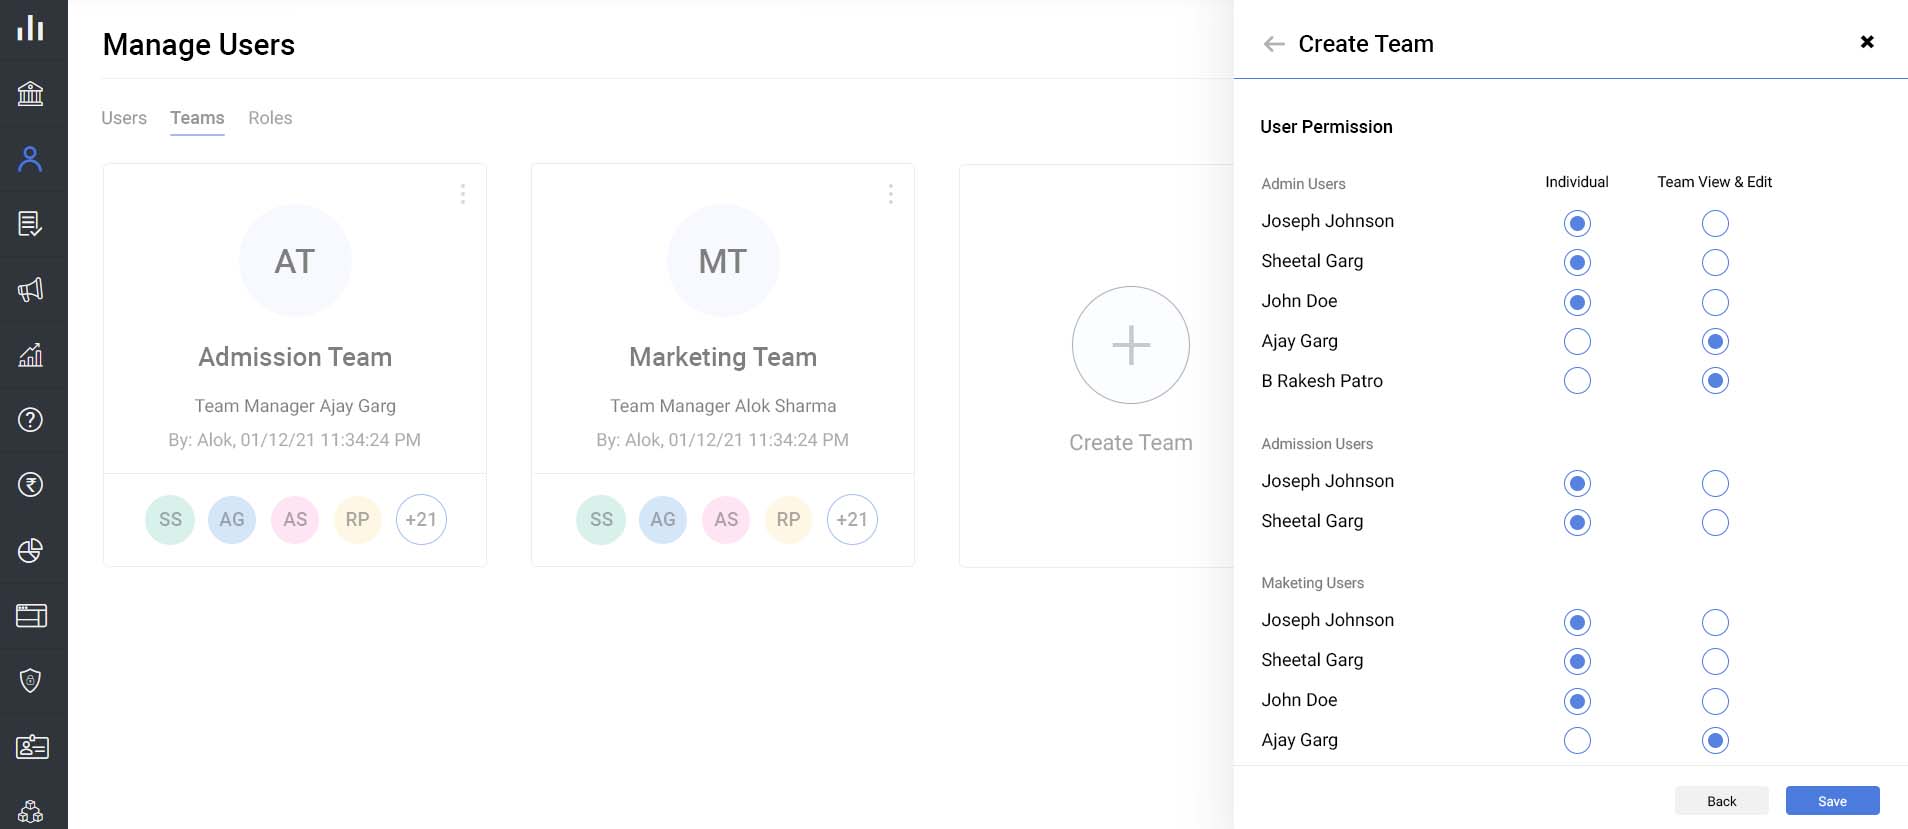 Manage Users
Users Teams Roles
AT
Admission Team
Team Manager Ajay Garg
By: Alok, 01/12/21 11:34:24 PM
SS AG AS RP +21
MT
Marketing Team
Team Manager Alok Sharma
By: Alok, 01/12/21 11:34:24 PM
SS AG AS RP +21
Create Team
Create Team
User Permission
Admin Users Individual Team View & Edit
Joseph Johnson
Sheetal Garg
John Doe
Ajay Garg
B Rakesh Patro
Admission Users
Joseph Johnson
Sheetal Garg
Maketing Users
Joseph Johnson
Sheetal Garg
John Doe
Ajay Garg
Back Save